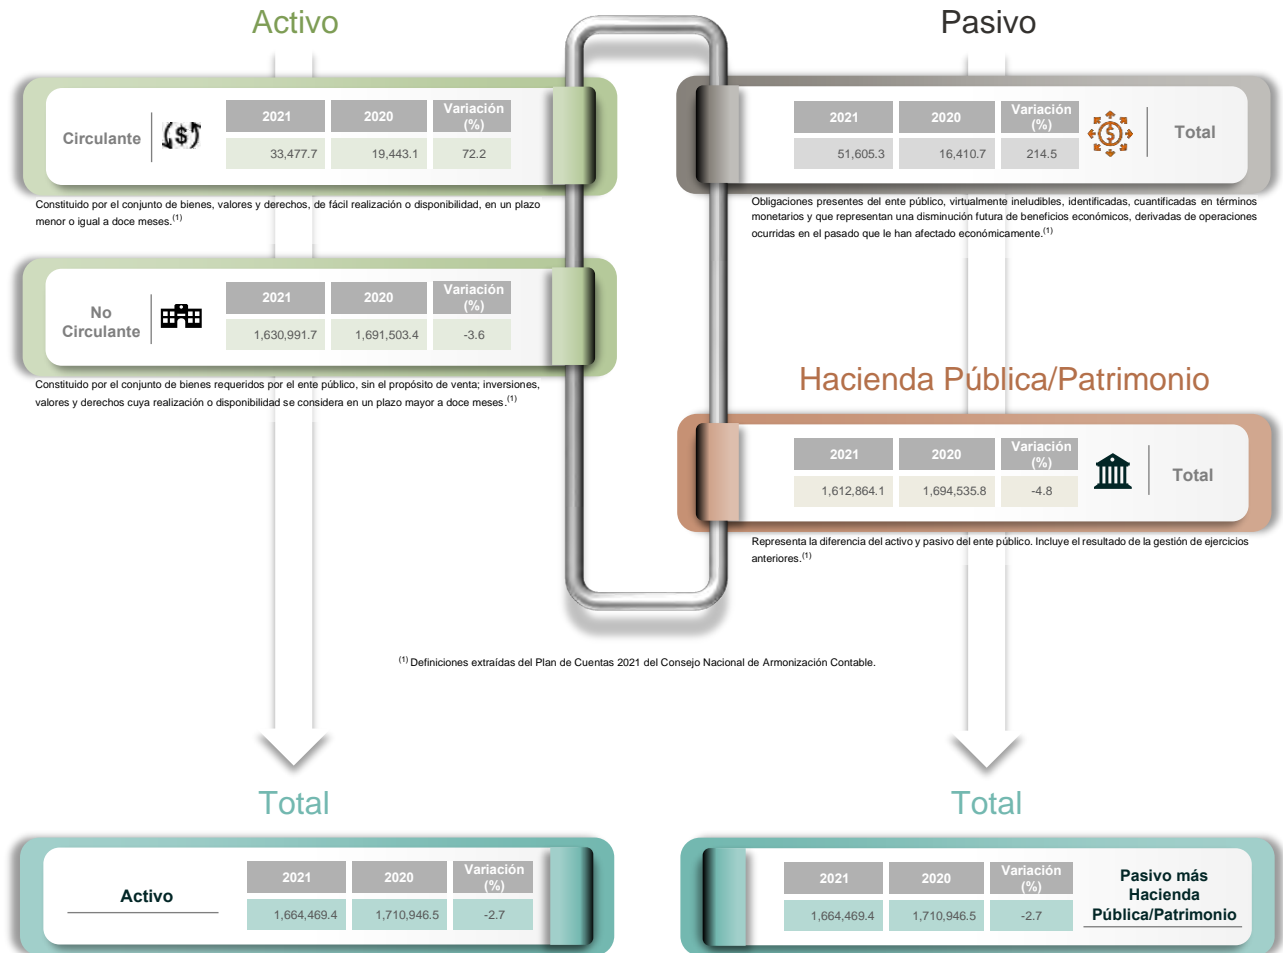 Activo
Circulante
2021 2020 Variación (%)
33,477.7 19,443.1 72.2
Constituido por el conjunto de bienes, valores y derechos, de fácil realización o disponibilidad, en un plazo
menor o igual a doce meses.(1)
No
Circulante
2021 2020 Variación (%)
1,630,991.7 1,691,503.4 -3.6
Constituido por el conjunto de bienes requeridos por el ente público, sin el propósito de venta; inversiones,
valores y derechos cuya realización o disponibilidad se considera en un plazo mayor a doce meses.(1)
Pasivo
2021 2020 Variación (%)
51,605.3 16,410.7 214.5
Total
Obligaciones presentes del ente público, virtualmente ineludibles, identificadas, cuantificadas en términos
monetarios y que representan una disminución futura de beneficios económicos, derivadas de operaciones
ocurridas en el pasado que le han afectado económicamente.(1)
Hacienda Pública/Patrimonio
2021 2020 Variación (%)
1,612,864.1 1,694,535.8 -4.8
Total
Representa la diferencia del activo y pasivo del ente público. Incluye el resultado de la gestión de ejercicios
anteriores.(1)
(1) Definiciones extraídas del Plan de Cuentas 2021 del Consejo Nacional de Armonización Contable.
Total
Activo
2021 2020 Variación (%)
1,664,469.4 1,710,946.5 -2.7
Total
2021 2020 Variación (%)
1,664,469.4 1,710,946.5 -2.7
Pasivo más
Hacienda
Pública/Patrimonio